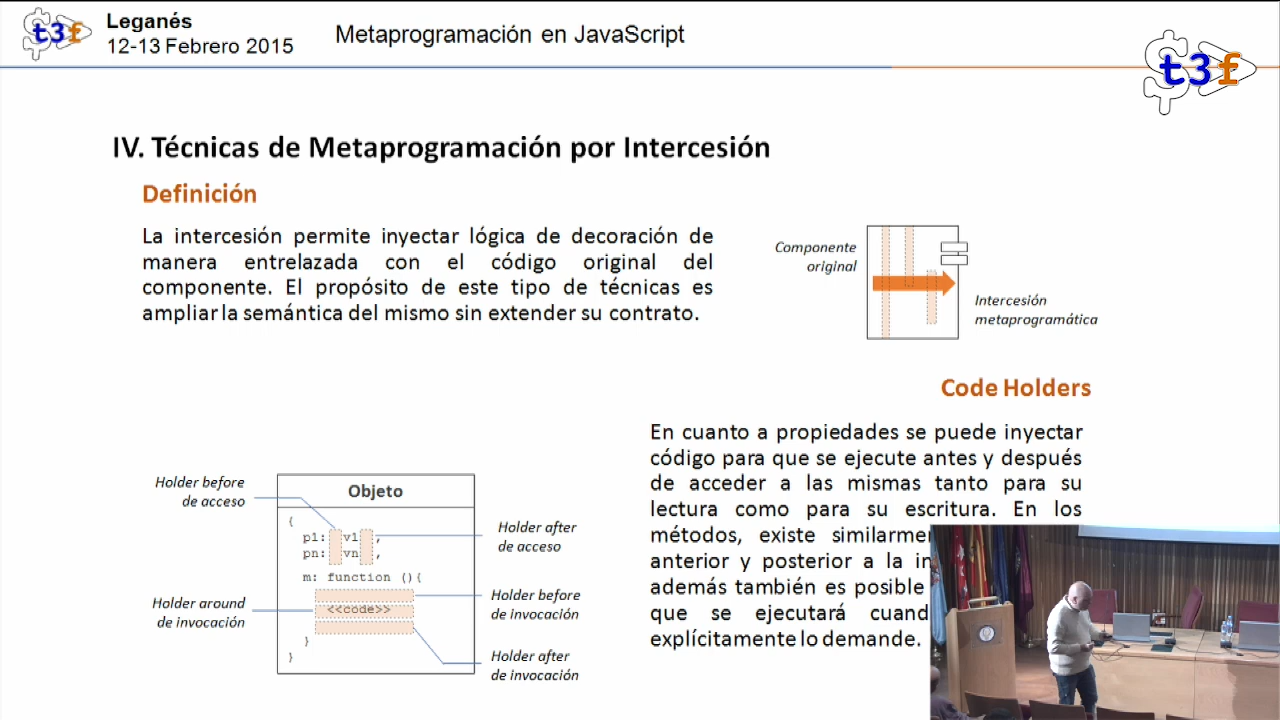 t3f
Leganés
12-13 Febrero 2015
Metaprogramación en JavaScript
t3f
IV. Técnicas de Metaprogramación por Intercesión
Definición
La intercesión permite inyectar lógica de decoración de
manera entrelazada con el código original del
componente. El propósito de este tipo de técnicas es
ampliar la semántica del mismo sin extender su contrato.
Componente
original
Intercesión
metaprogramática
Code Holders
En cuanto a propiedades se puede inyectar
código para que se ejecute antes y después
de acceder a las mismas tanto para su
lectura como para su escritura. En los
métodos, existe
anterior y posterior a la
además también es posible
que se ejecutará
explícitamente lo demande.
Holder before
de acceso
Objeto
{
p1: v1 ,
pn: vn ,
m: function (){
<<code>>
}
}
Holder after
de acceso
Holder around
de invocación
Holder before
de invocación
Holder after
de invocación